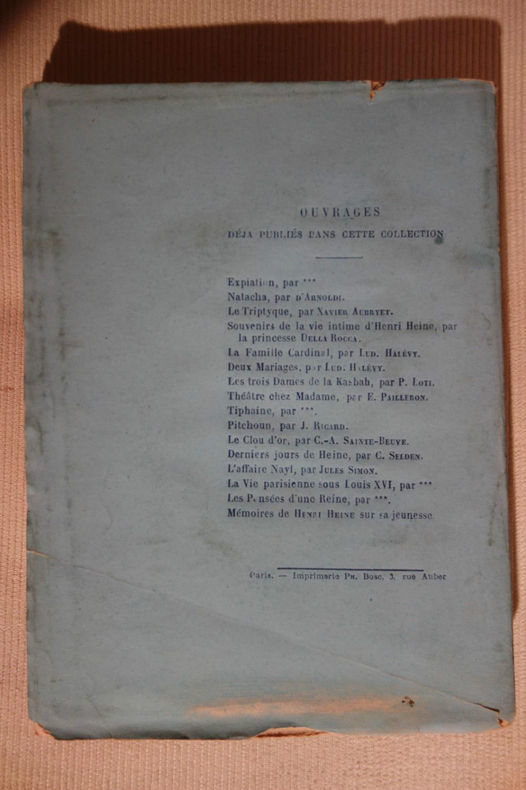 OUVRAGES
DÉJA PUBLIÉS DANS CETTE COLLECTION
Expiation, par ***
Natacha, par D'ARNOLDI.
Le Triptyque, par XAVIER AUBRYET.
Souvenirs de la vie intime d'Henri Heine, par
la princesse DELLA ROCCA.
La Famille Cardinal, par LUD. HALÉVY.
Deux Mariages, par LUD. HALÉVY.
Les trois Dames de la Kasbah, par P. LOTI.
Théâtre chez Madame, par E. PAILLERON.
Tiphaine, par ***.
Pitchoun, par J. RICARD.
Le Clou d'or, par C.-A. SAINTE-BEUVE.
Derniers jours de Heine, par C. SELDEN.
L'affaire Nayl, par JULES SIMON.
La Vie parisienne sous Louis XVI, par ***
Les Pensées d'une Reine, par ***.
Mémoires de HENRI HEINE sur sa jeunesse.
Paris. — Imprimerie PH. BOSC, 3, rue Auber